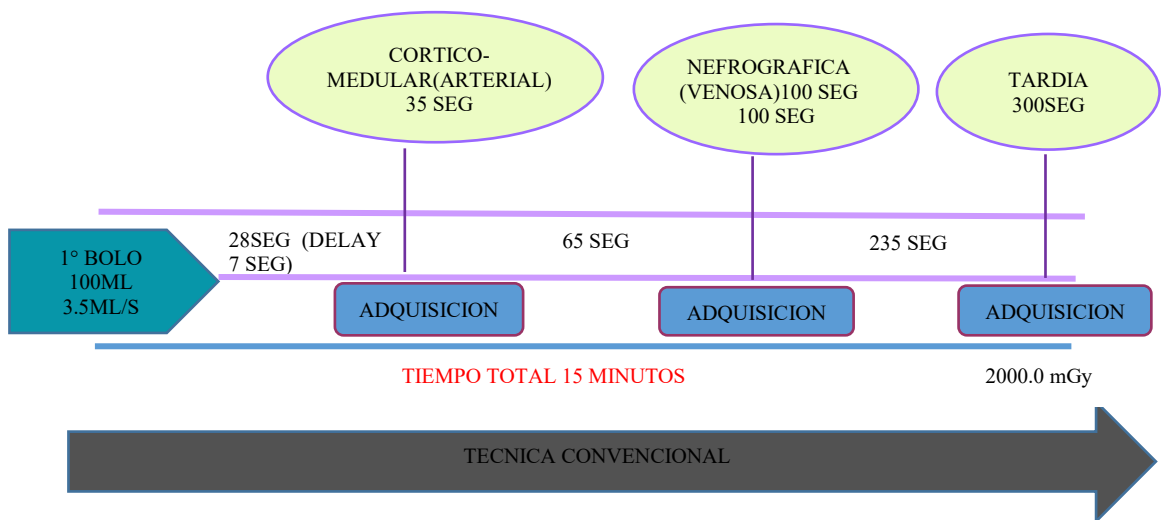 CORTICO-
MEDULAR(ARTERIAL)
35 SEG
NEFROGRAFICA
(VENOSA)100 SEG
100 SEG
TARDIA
300SEG
1° BOLO
100ML
3.5ML/S
28SEG (DELAY
7 SEG)
65 SEG
235 SEG
ADQUISICION
ADQUISICION
ADQUISICION
TIEMPO TOTAL 15 MINUTOS
2000.0 mGy
TECNICA CONVENCIONAL